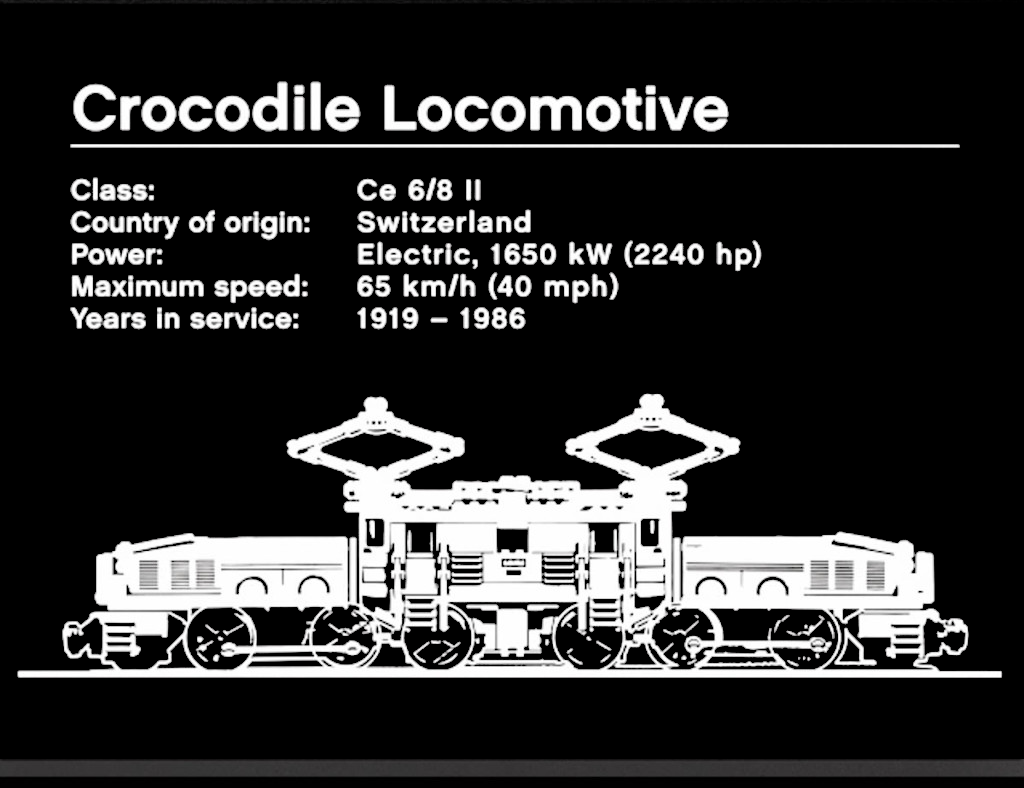 Crocodile Locomotive
Class: Ce 6/8 II
Country of origin: Switzerland
Power: Electric, 1650 kW (2240 hp)
Maximum speed: 65 km/h (40 mph)
Years in service: 1919 – 1986